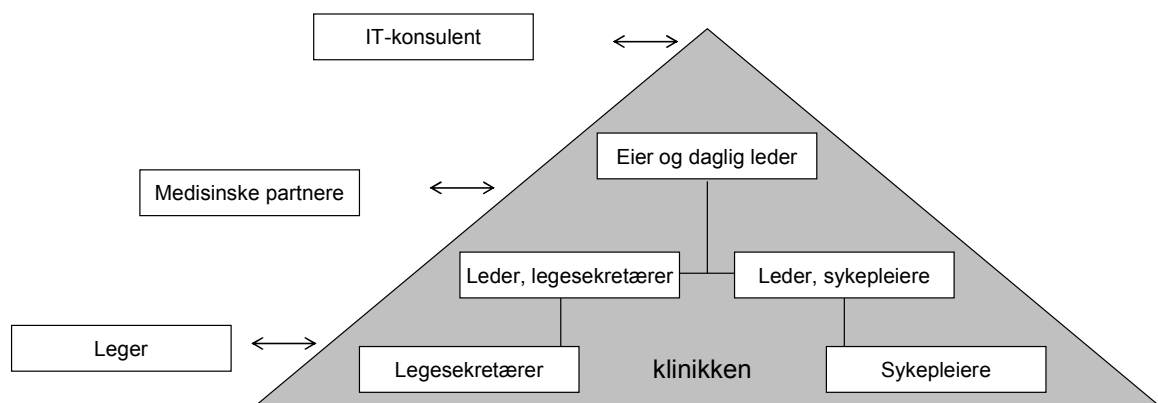 IT-konsulent
Eier og daglig leder
Medisinske partnere
Leder, legesekretærer
Leder, sykepleiere
Leger
Legesekretærer
klinikken
Sykepleiere